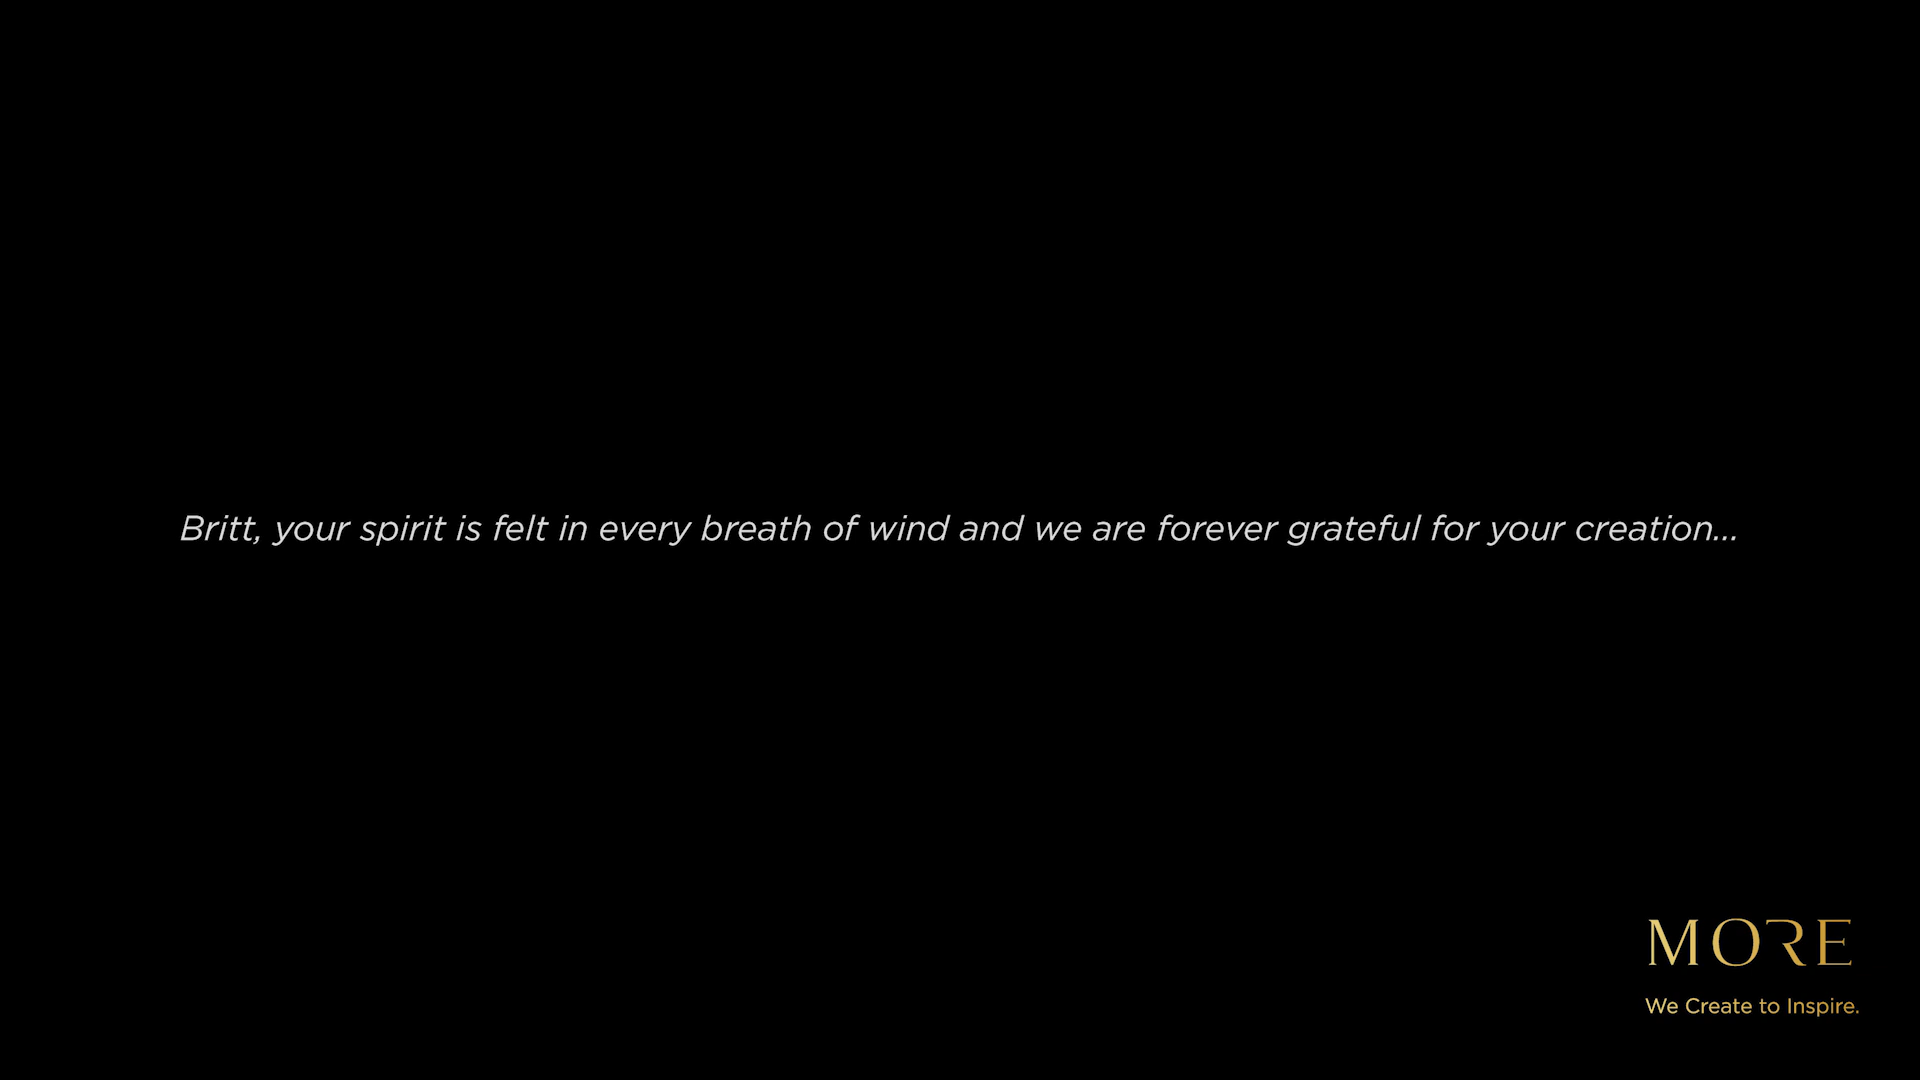 Britt, your spirit is felt in every breath of wind and we are forever grateful for your creation...
MORE
We Create to Inspire.